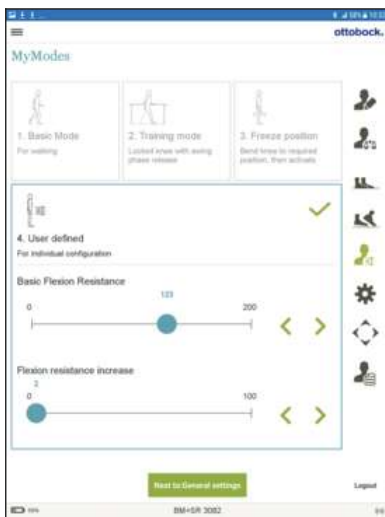 ottobock.
MyModes
1. Basic Mode
For walking
2. Training mode
Locked knee with swing
phase release
3. Freeze position
Bend knee to required
position, then activate
4. User defined
For individual configuration
Basic Flexion Resistance
123
0
200
Flexion resistance increase
2
0
100
Next to General settings
Logout
BM+SR 3082